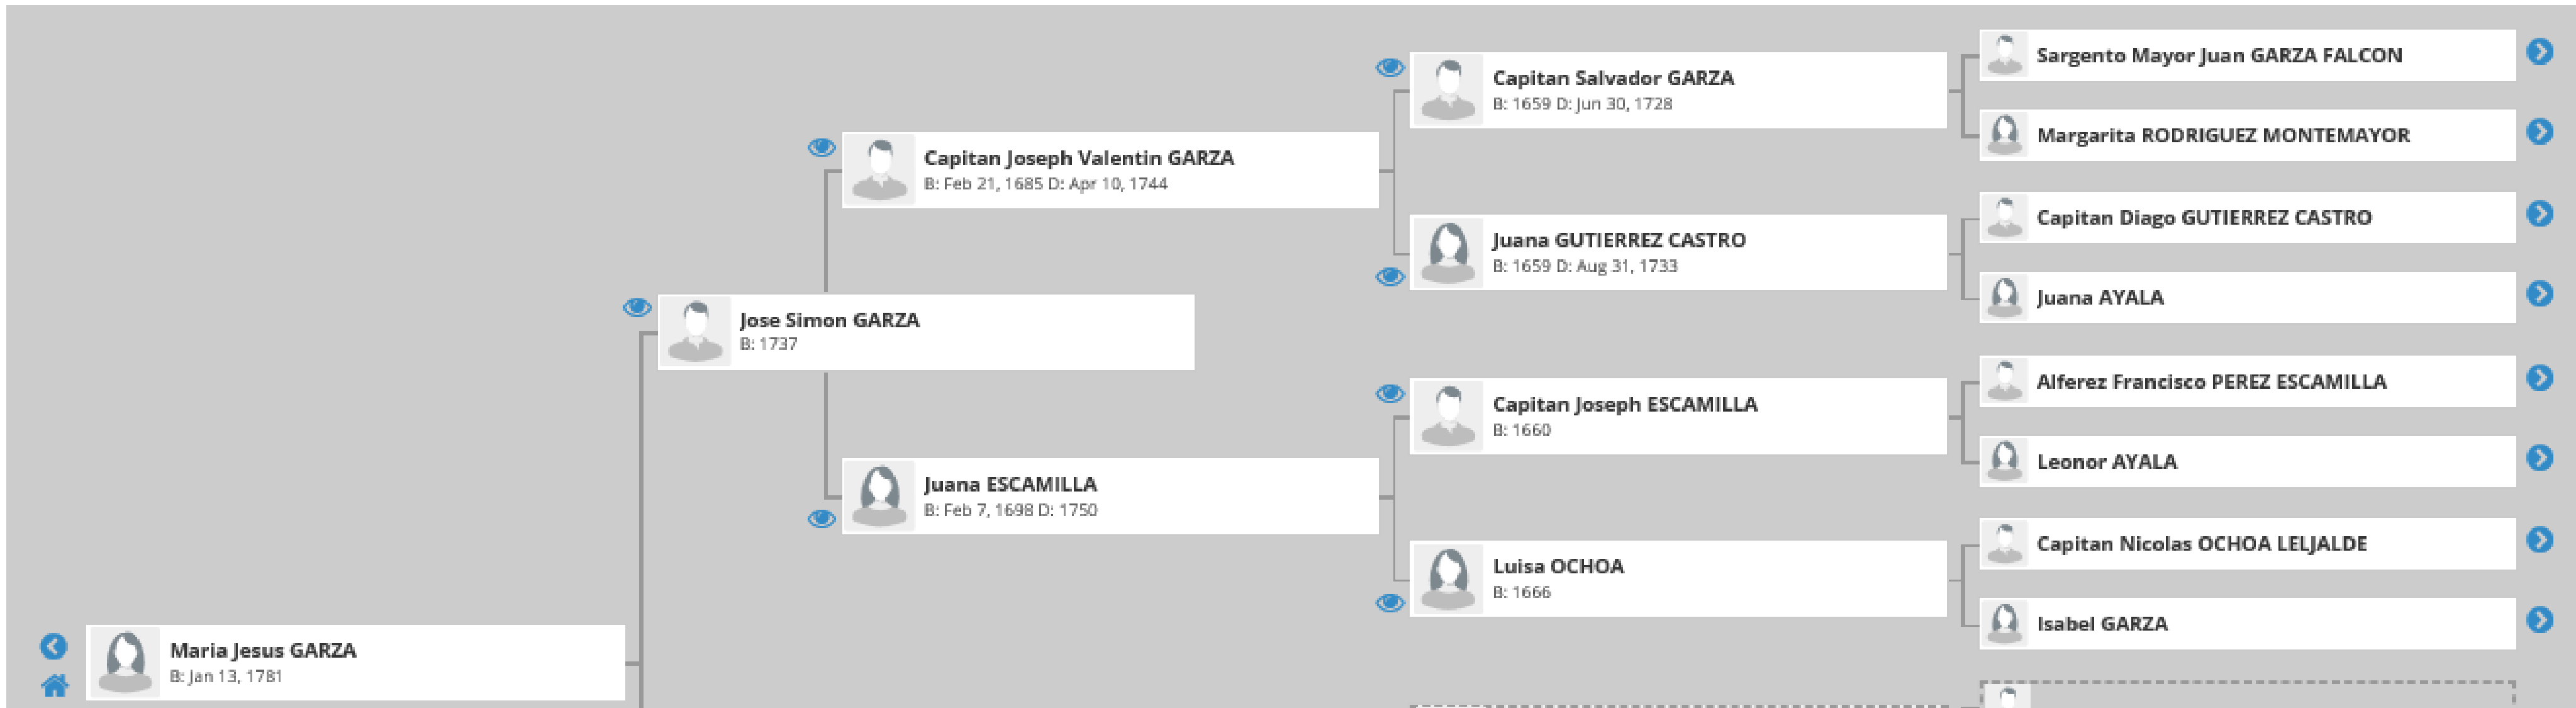 Sargento Mayor Juan GARZA FALCON
Capitan Salvador GARZA
B: 1659 D: Jun 30, 1728
Margarita RODRIGUEZ MONTEMAYOR
Capitan Joseph Valentin GARZA
B: Feb 21, 1685 D: Apr 10, 1744
Capitan Diago GUTIERREZ CASTRO
Juana GUTIERREZ CASTRO
B: 1659 D: Aug 31, 1733
Juana AYALA
Jose Simon GARZA
B: 1737
Alferez Francisco PEREZ ESCAMILLA
Capitan Joseph ESCAMILLA
B: 1660
Leonor AYALA
Juana ESCAMILLA
B: Feb 7, 1698 D: 1750
Capitan Nicolas OCHOA LELJALDE
Luisa OCHOA
B: 1666
Isabel GARZA
Maria Jesus GARZA
B: Jan 13, 1781